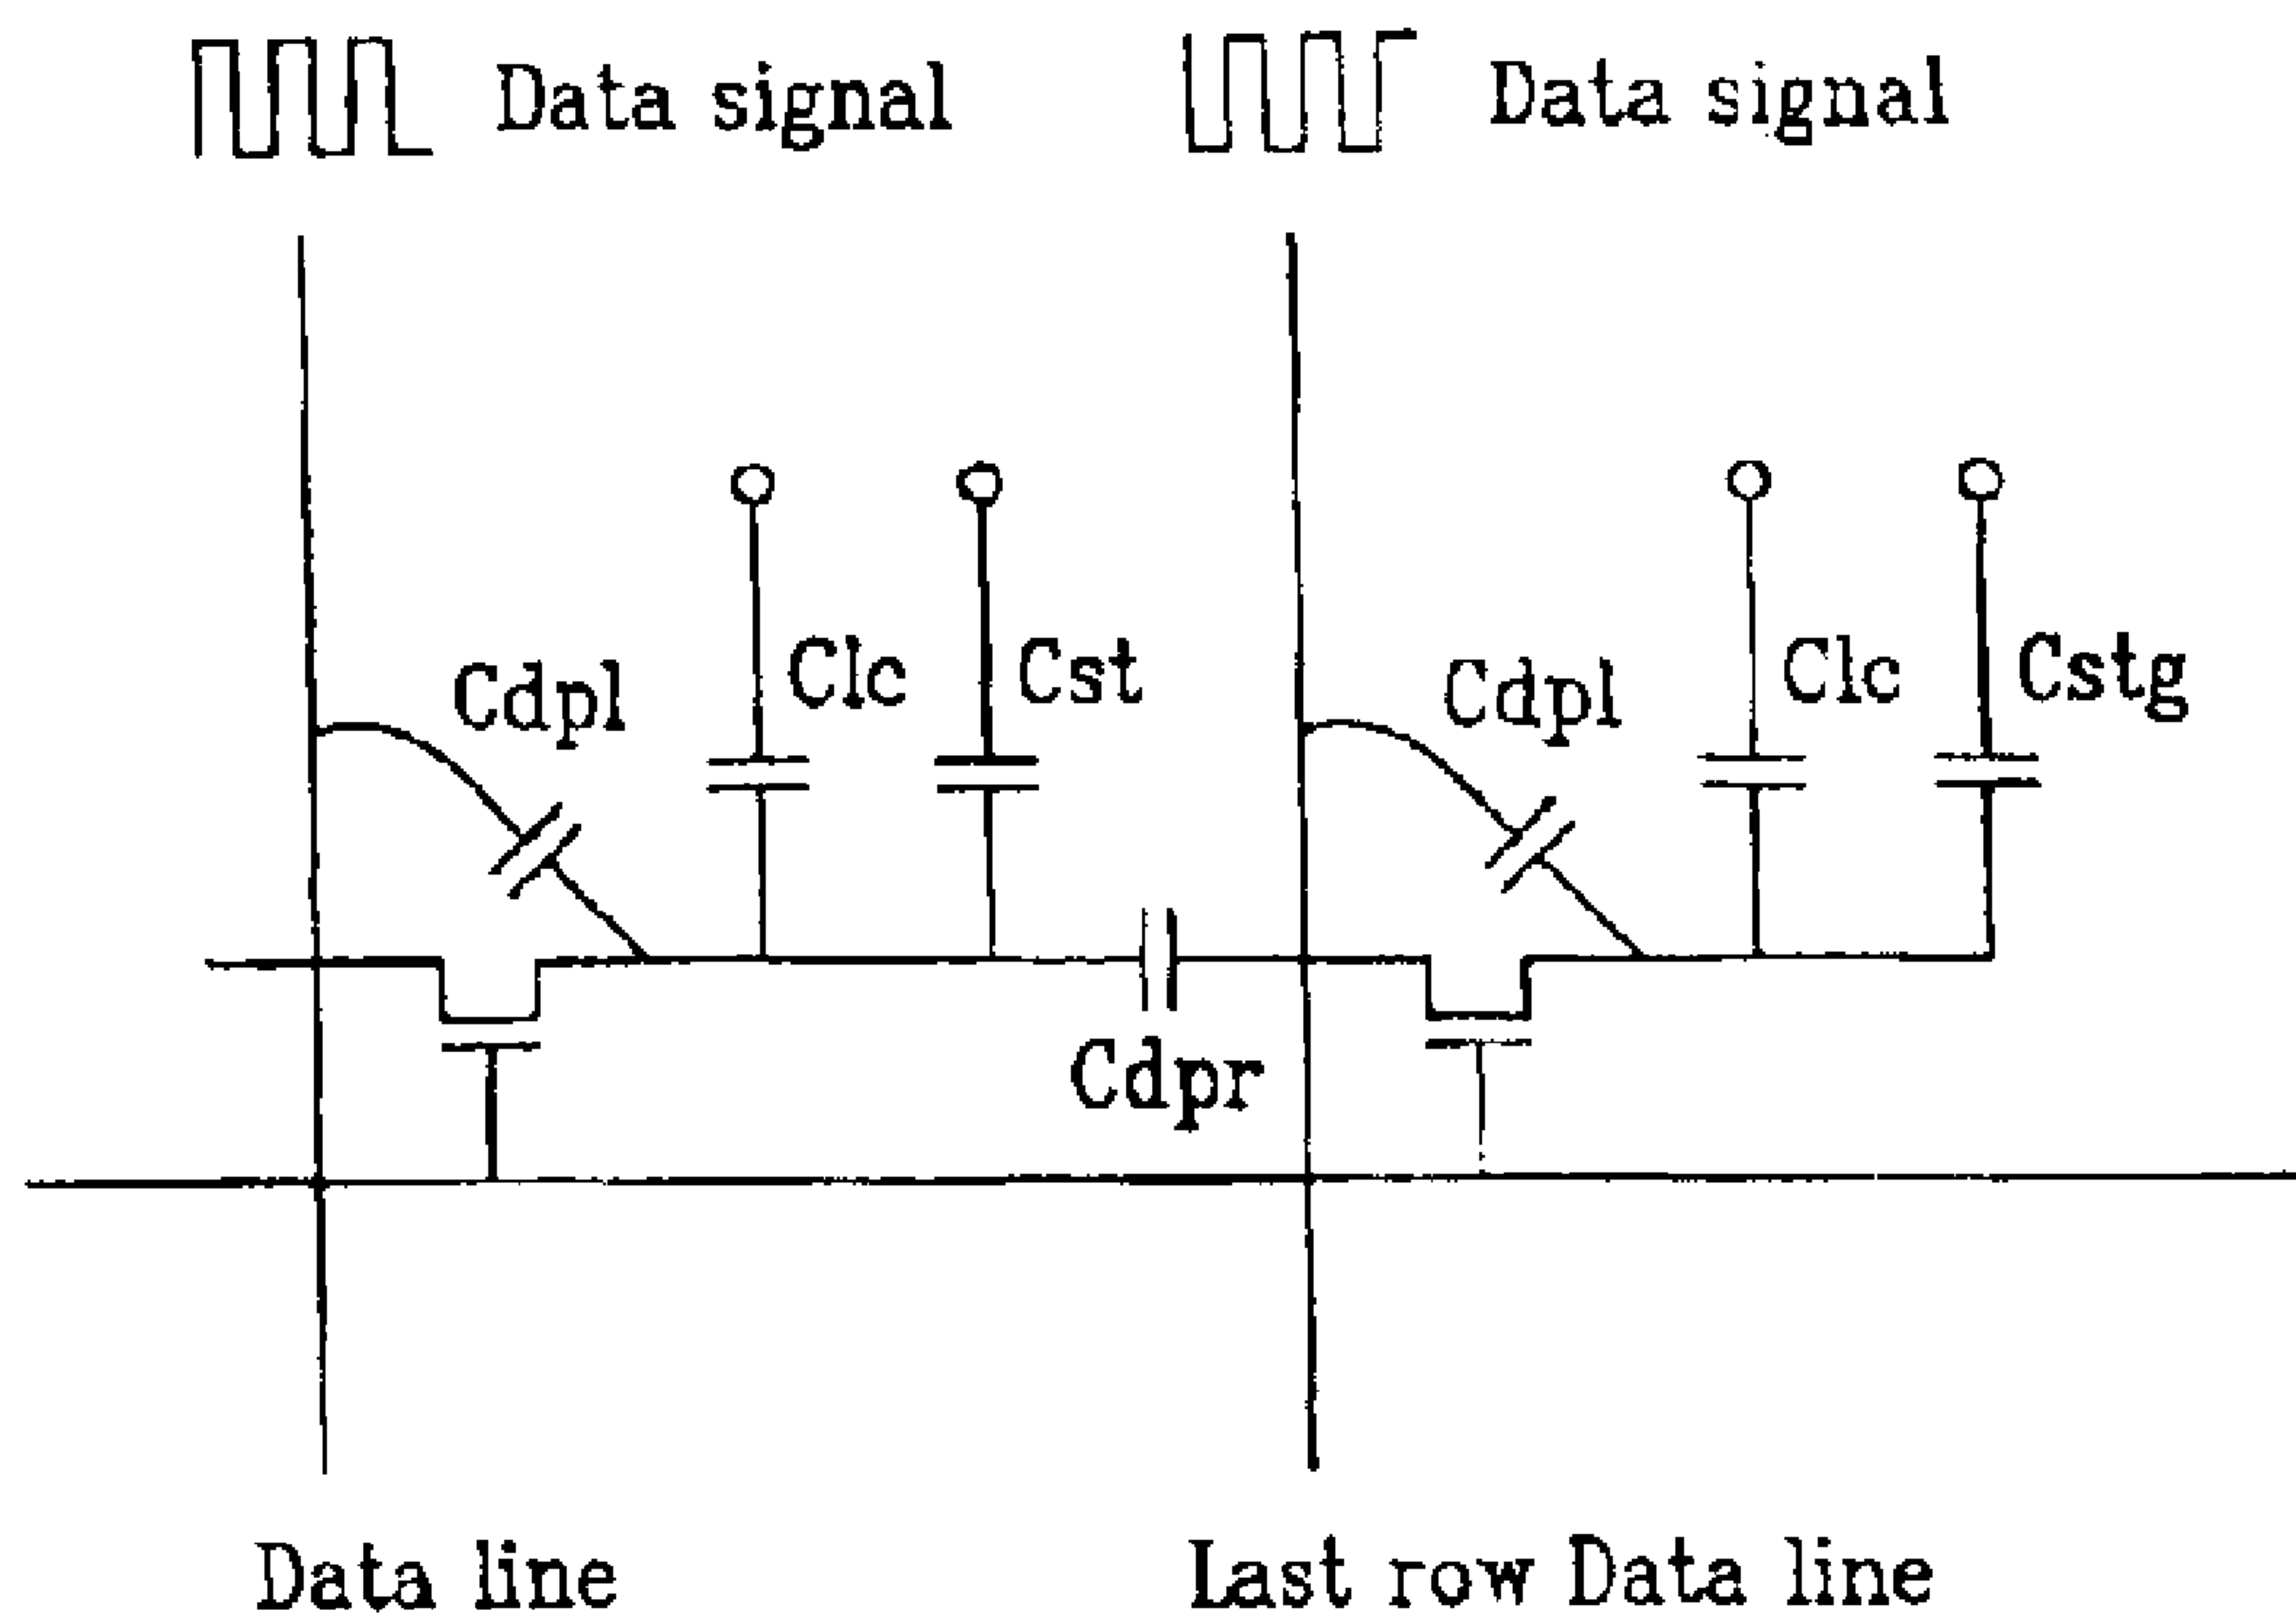 Data signal
Data signal
Cdpl
Clc
Cst
Cdpl
Clc
Cstg
Cdpr
Data line
Last row Data line